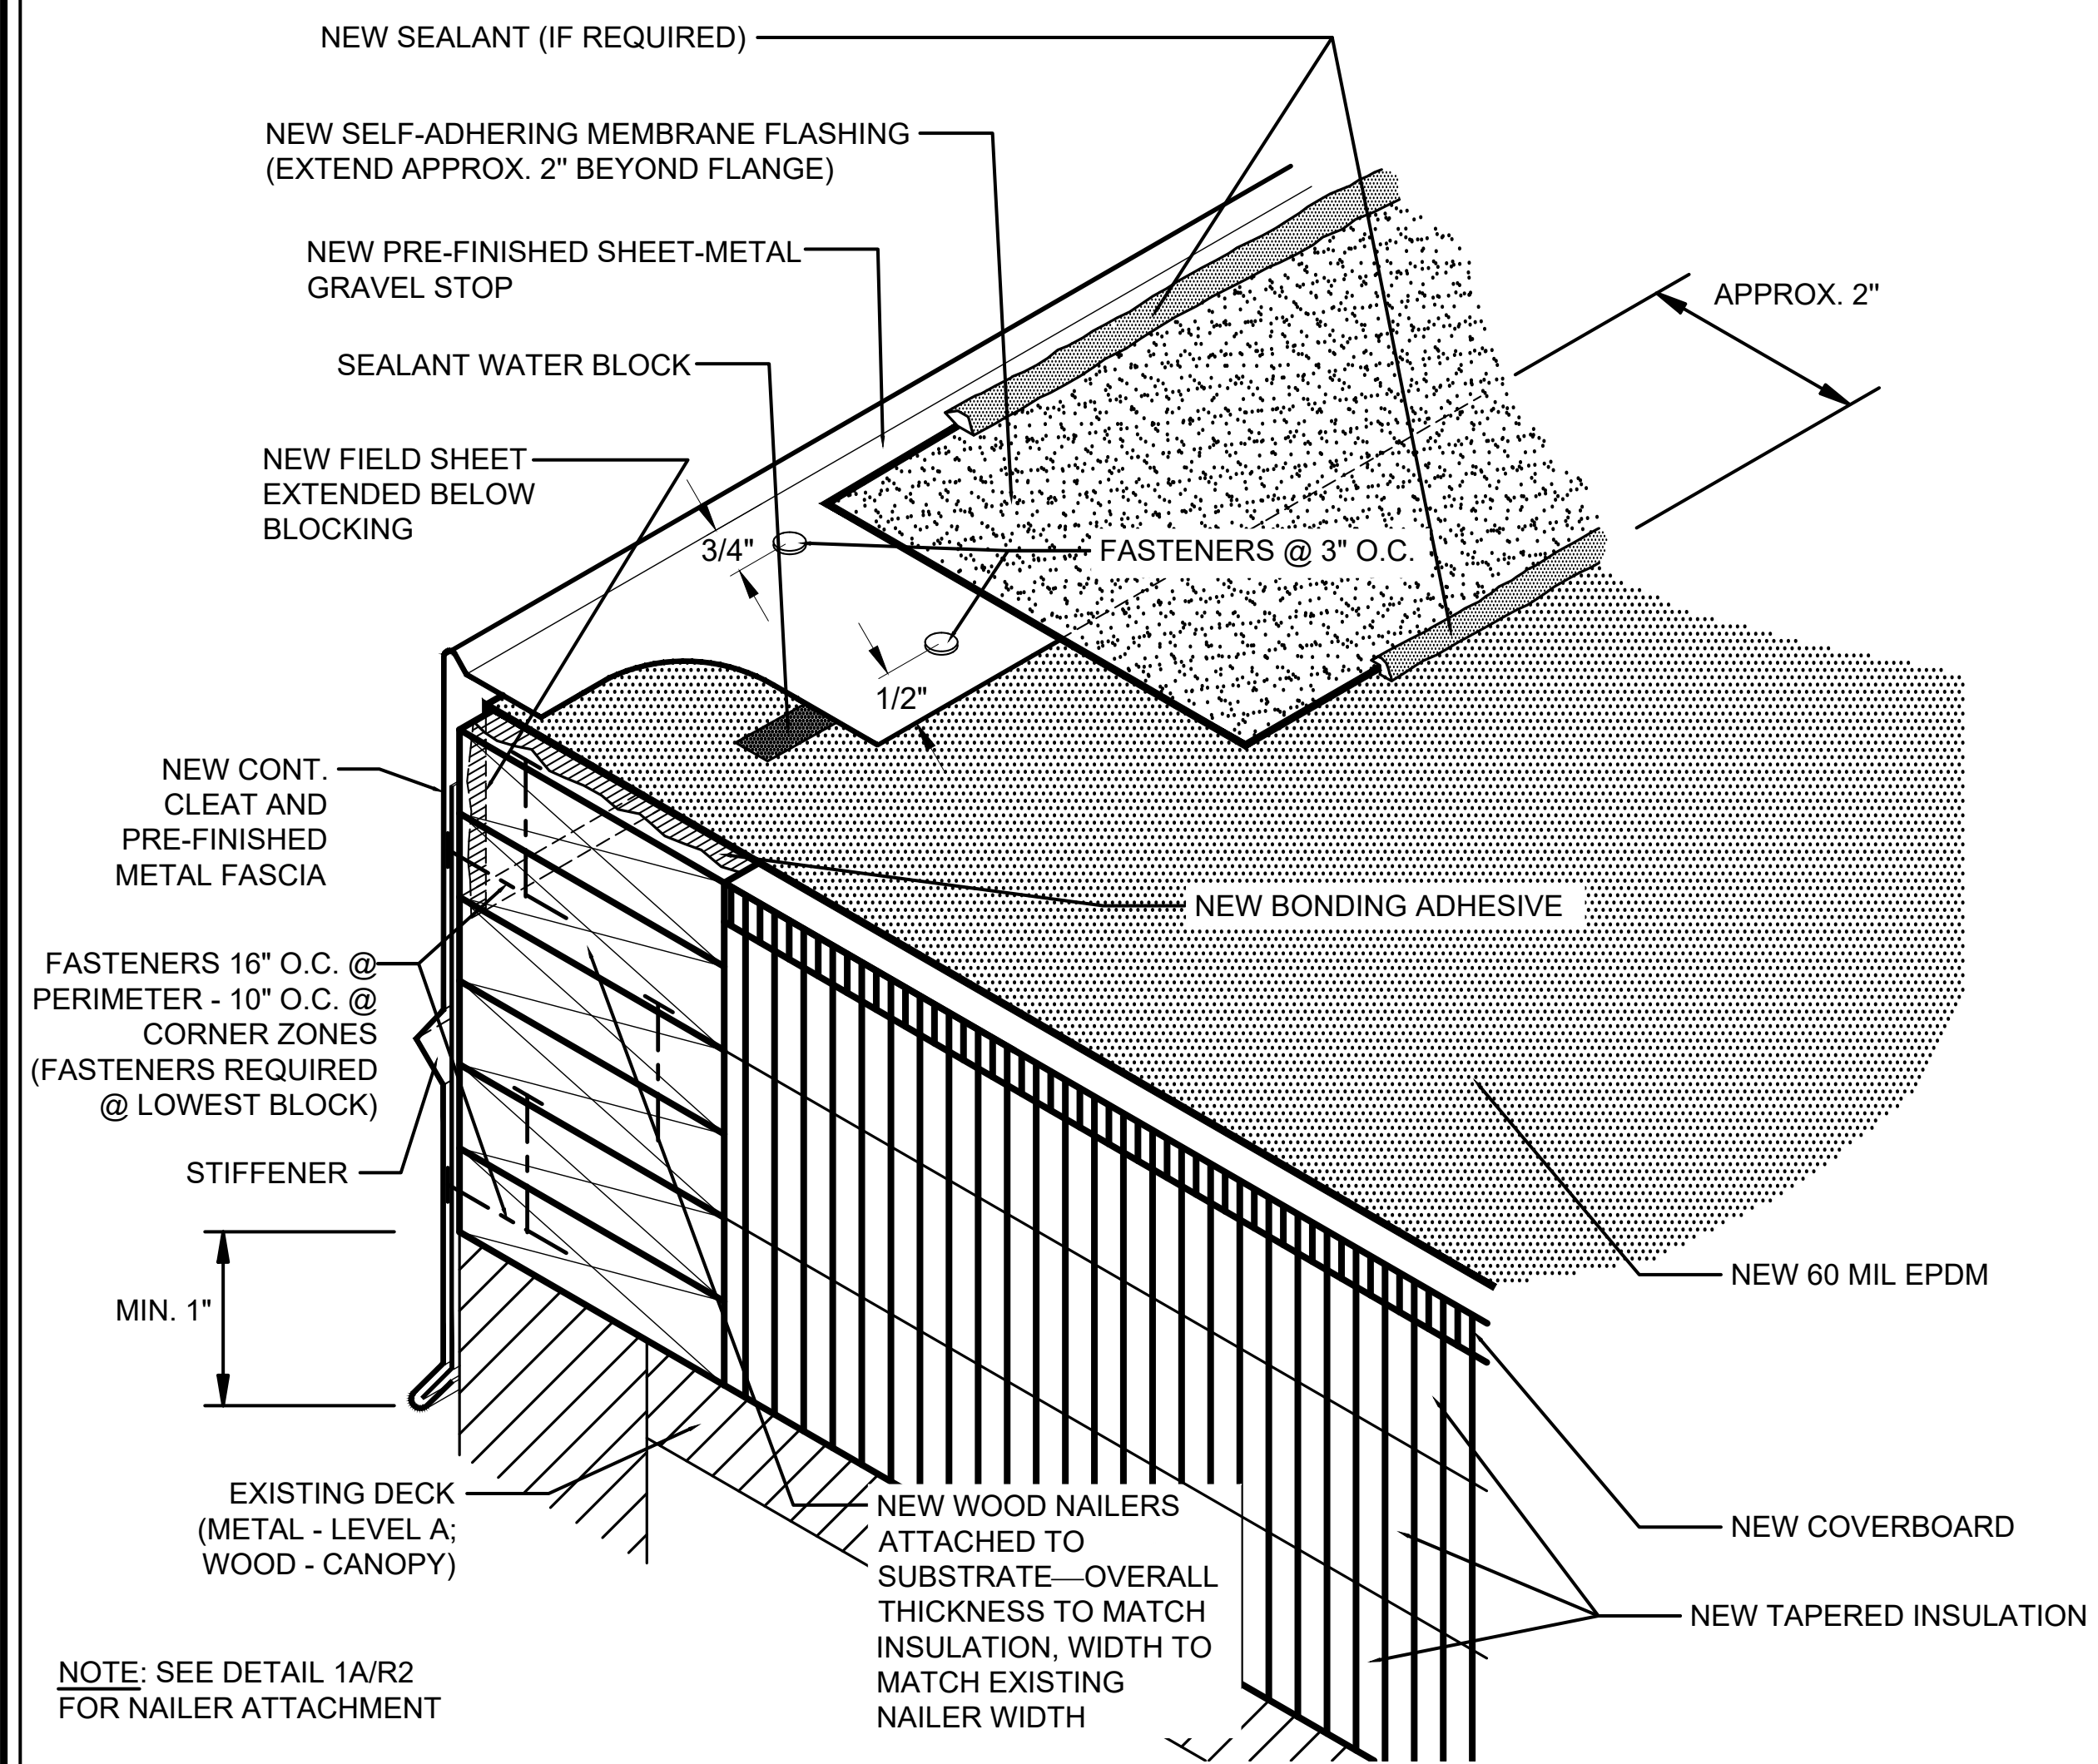 NEW SEALANT (IF REQUIRED)
NEW SELF-ADHERING MEMBRANE FLASHING
(EXTEND APPROX. 2" BEYOND FLANGE)
NEW PRE-FINISHED SHEET-METAL
GRAVEL STOP
APPROX. 2"
SEALANT WATER BLOCK
NEW FIELD SHEET
EXTENDED BELOW
BLOCKING
3/4"
FASTENERS @ 3" O.C.
1/2"
NEW CONT.
CLEAT AND
PRE-FINISHED
METAL FASCIA
NEW BONDING ADHESIVE
FASTENERS 16" O.C. @
PERIMETER - 10" O.C. @
CORNER ZONES
(FASTENERS REQUIRED
@ LOWEST BLOCK)
STIFFENER
MIN. 1"
NEW 60 MIL EPDM
EXISTING DECK
(METAL - LEVEL A;
WOOD - CANOPY)
NEW WOOD NAILERS
ATTACHED TO
SUBSTRATE—OVERALL
THICKNESS TO MATCH
INSULATION, WIDTH TO
MATCH EXISTING
NAILER WIDTH
NEW COVERBOARD
NEW TAPERED INSULATION
NOTE: SEE DETAIL 1A/R2
FOR NAILER ATTACHMENT